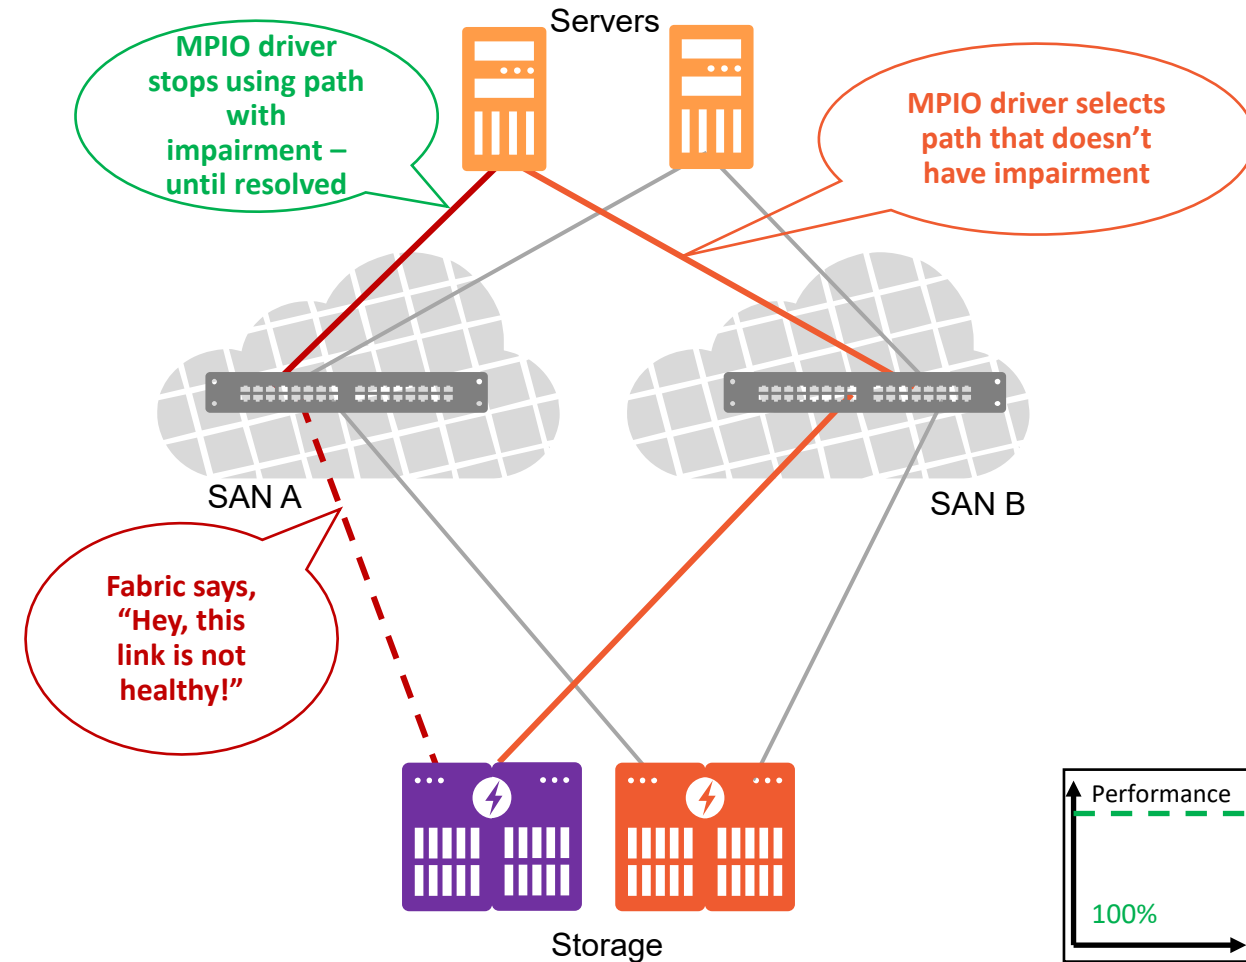 Servers
MPIO driver
stops using path
with
impairment –
until resolved
MPIO driver selects
path that doesn’t
have impairment
SAN A
SAN B
Fabric says,
“Hey, this
link is not
healthy!”
Storage
Performance
100%